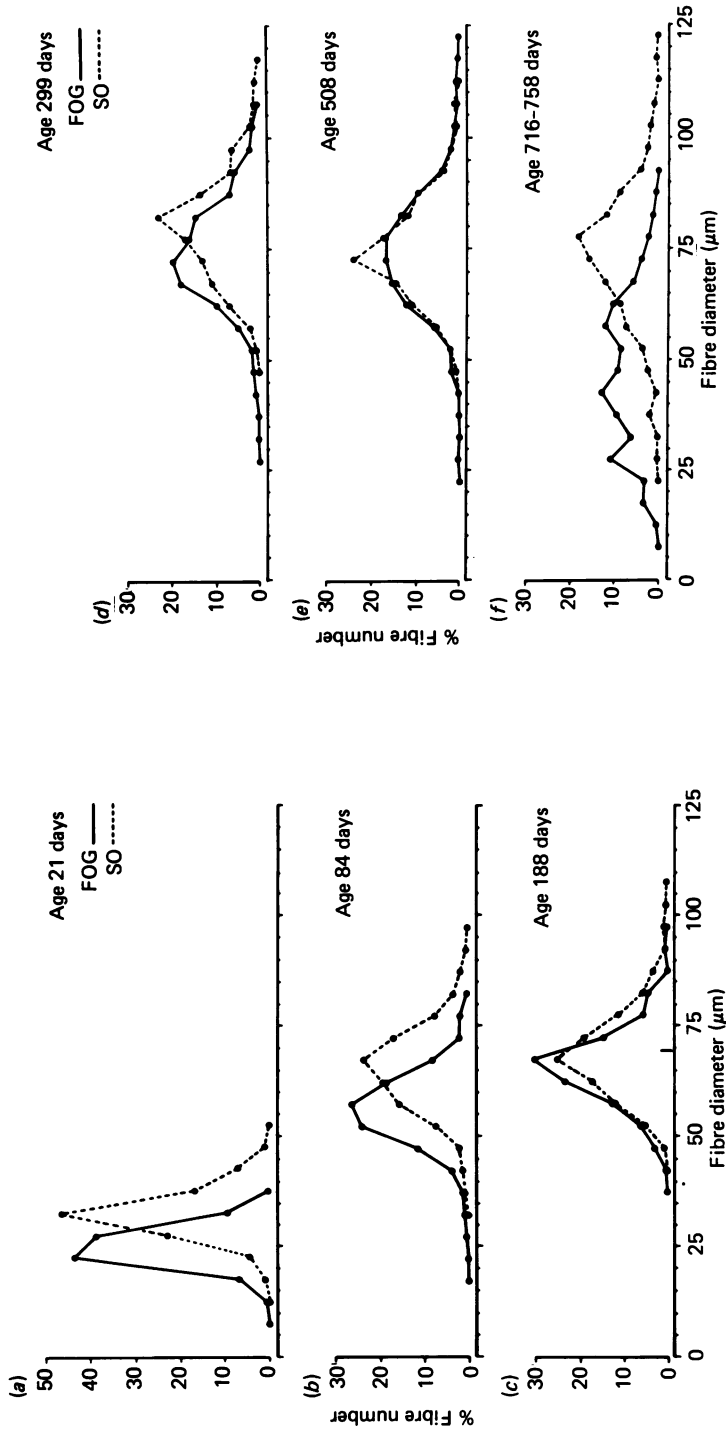 (a)
Age 21 days
FOG
SO
50
40
30
20
10
0
(b)
Age 84 days
30
20
10
0
% Fibre number
(c)
Age 188 days
30
20
10
0
0
25
50
75
100
125
Fibre diameter (μm)
(d)
Age 299 days
FOG
SO
30
20
10
0
(e)
Age 508 days
30
20
10
0
% Fibre number
(f)
Age 716–758 days
30
20
10
0
0
25
50
75
100
125
Fibre diameter (μm)